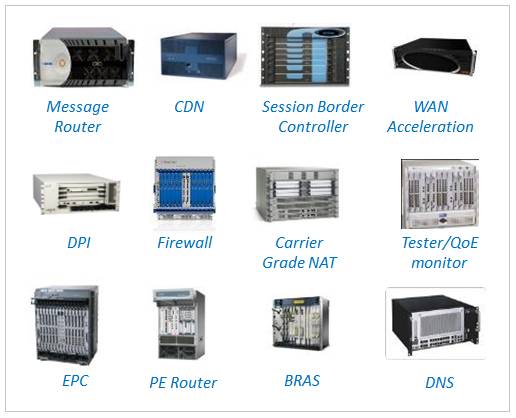 Message
Router
CDN
Session Border
Controller
WAN
Acceleration
DPI
Firewall
Carrier
Grade NAT
Tester/QoE
monitor
EPC
PE Router
BRAS
DNS